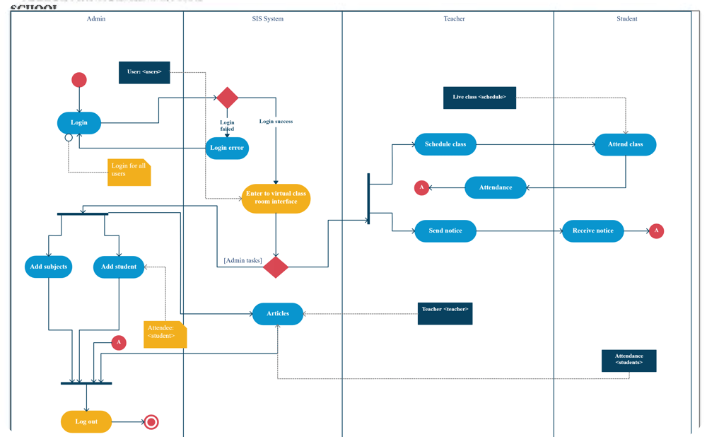 SCHOOL
Admin
SIS System
Teacher
Student
User: <users>
Live class <schedule>
Login
Login
failed
Login success
Login error
Schedule class
Attend class
Login for all
users
Enter to virtual class
room interface
A
Attendance
Send notice
Receive notice
A
[Admin tasks]
Add subjects
Add student
Articles
Teacher <teacher>
Attendee
<student>
A
Attendance
<students>
Log out